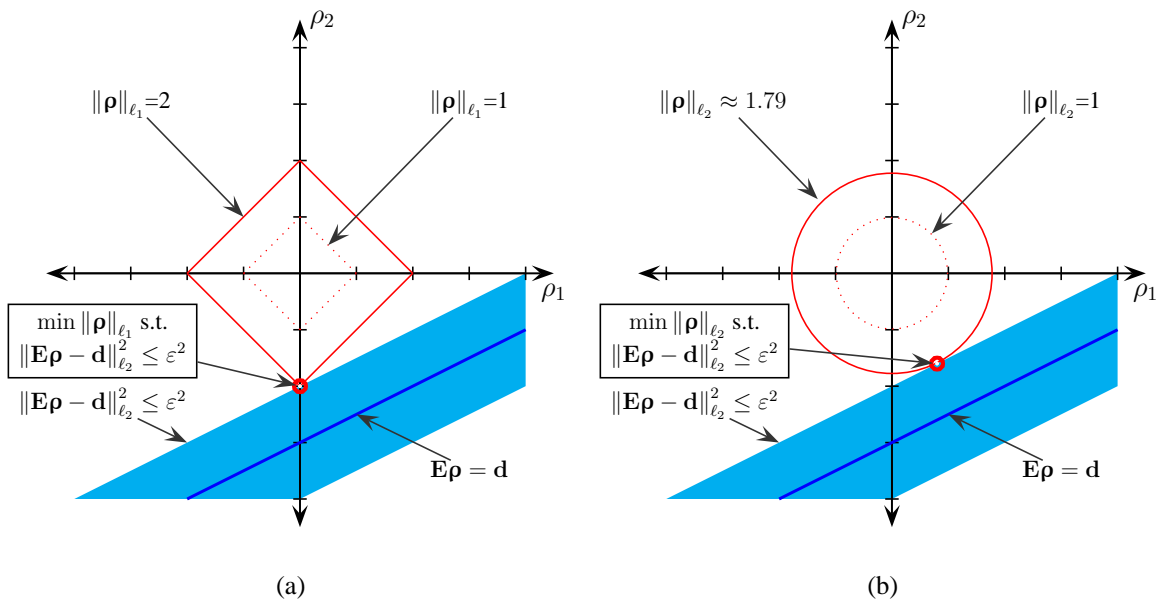 ρ₂
‖ρ‖ℓ₁=2
‖ρ‖ℓ₁=1
ρ₁
min ‖ρ‖ℓ₁ s.t.
‖Eρ − d‖²ℓ₂ ≤ ε²
‖Eρ − d‖²ℓ₂ ≤ ε²
Eρ = d
(a)
ρ₂
‖ρ‖ℓ₂ ≈ 1.79
‖ρ‖ℓ₂=1
ρ₁
min ‖ρ‖ℓ₂ s.t.
‖Eρ − d‖²ℓ₂ ≤ ε²
‖Eρ − d‖²ℓ₂ ≤ ε²
Eρ = d
(b)